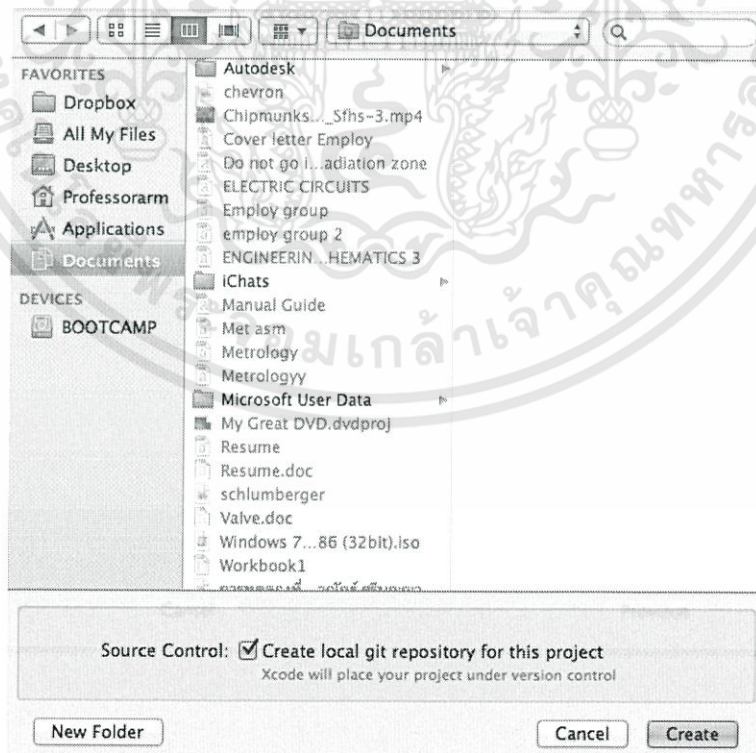 Documents
FAVORITES
Dropbox
All My Files
Desktop
Professorarm
Applications
Documents
DEVICES
BOOTCAMP
Autodesk
chevron
Chipmunks..._Sfhs-3.mp4
Cover letter Employ
Do not go i...adiation zone
ELECTRIC CIRCUITS
Employ group
employ group 2
ENGINEERIN...HEMATICS 3
iChats
Manual Guide
Met asm
Metrology
Metrologyy
Microsoft User Data
My Great DVD.dvdproj
Resume
Resume.doc
schlumberger
Valve.doc
Windows 7...86 (32bit).iso
Workbook1
Source Control: Create local git repository for this project
Xcode will place your project under version control
New Folder Cancel Create